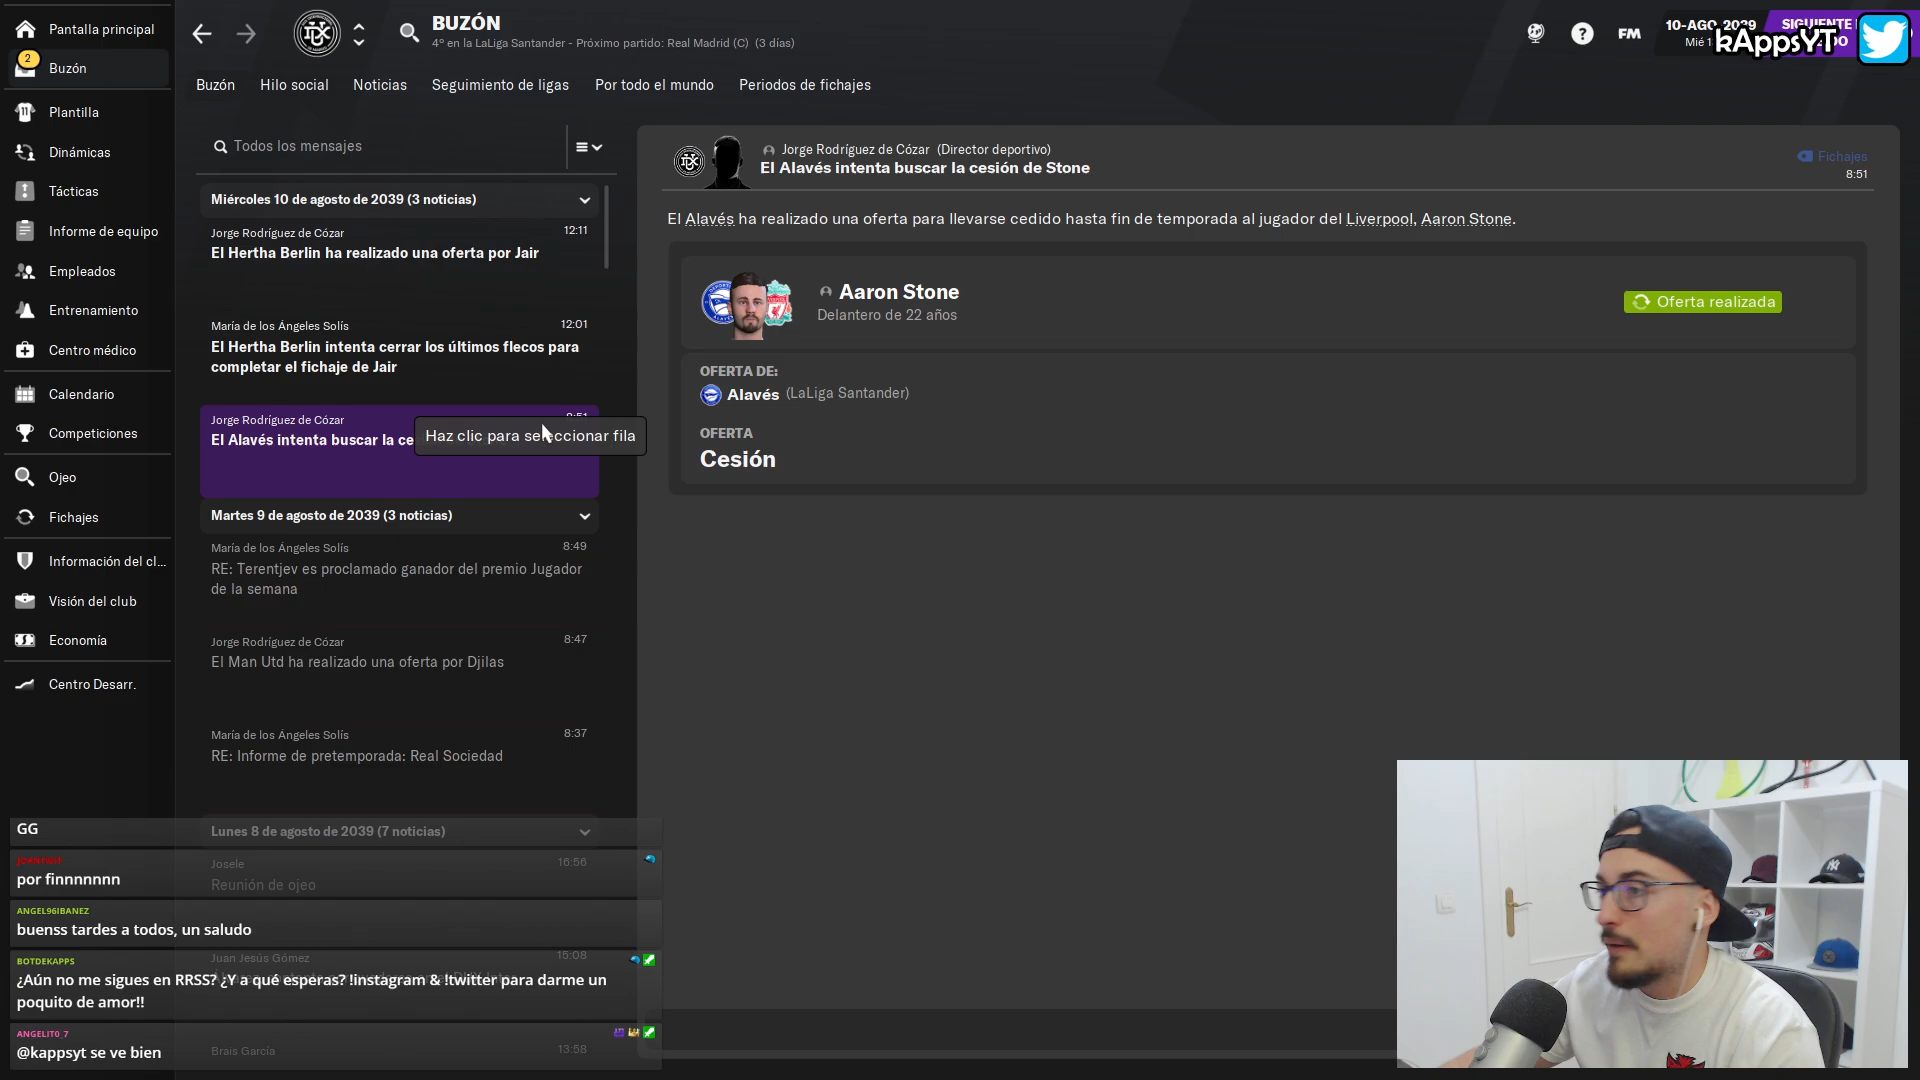 Pantalla principal
2
Buzón
Plantilla
Dinámicas
Tácticas
Informe de equipo
Empleados
Entrenamiento
Centro médico
Calendario
Competiciones
Ojeo
Fichajes
Información del cl...
Visión del club
Economía
Centro Desarr.
BUZÓN
4º en la LaLiga Santander - Próximo partido: Real Madrid (C) (3 días)
FM
10-AGO. 2039
kAppsYT
Buzón
Hilo social
Noticias
Seguimiento de ligas
Por todo el mundo
Periodos de fichajes
Todos los mensajes
Miércoles 10 de agosto de 2039 (3 noticias)
Jorge Rodríguez de Cózar
12:11
El Hertha Berlin ha realizado una oferta por Jair
María de los Ángeles Solís
12:01
El Hertha Berlin intenta cerrar los últimos flecos para
completar el fichaje de Jair
Jorge Rodríguez de Cózar
8:51
El Alavés intenta buscar la ce
Haz clic para seleccionar fila
Martes 9 de agosto de 2039 (3 noticias)
María de los Ángeles Solís
8:49
RE: Terentjev es proclamado ganador del premio Jugador
de la semana
Jorge Rodríguez de Cózar
8:47
El Man Utd ha realizado una oferta por Djilas
María de los Ángeles Solís
8:37
RE: Informe de pretemporada: Real Sociedad
Lunes 8 de agosto de 2039 (7 noticias)
Josele
16:56
Reunión de ojeo
Juan Jesús Gómez
15:08
Brais García
13:58
GG
por finnnnnnn
ANGEL96IBANEZ
buenss tardes a todos, un saludo
BOTDEKAPPS
¿Aún no me sigues en RRSS? ¿Y a qué esperas? !instagram & !twitter para darme un
poquito de amor!!
ANGELIT0_7
@kappsyt se ve bien
Jorge Rodríguez de Cózar (Director deportivo)
El Alavés intenta buscar la cesión de Stone
Fichajes
8:51
El Alavés ha realizado una oferta para llevarse cedido hasta fin de temporada al jugador del Liverpool, Aaron Stone.
Aaron Stone
Delantero de 22 años
Oferta realizada
OFERTA DE:
Alavés (LaLiga Santander)
OFERTA
Cesión